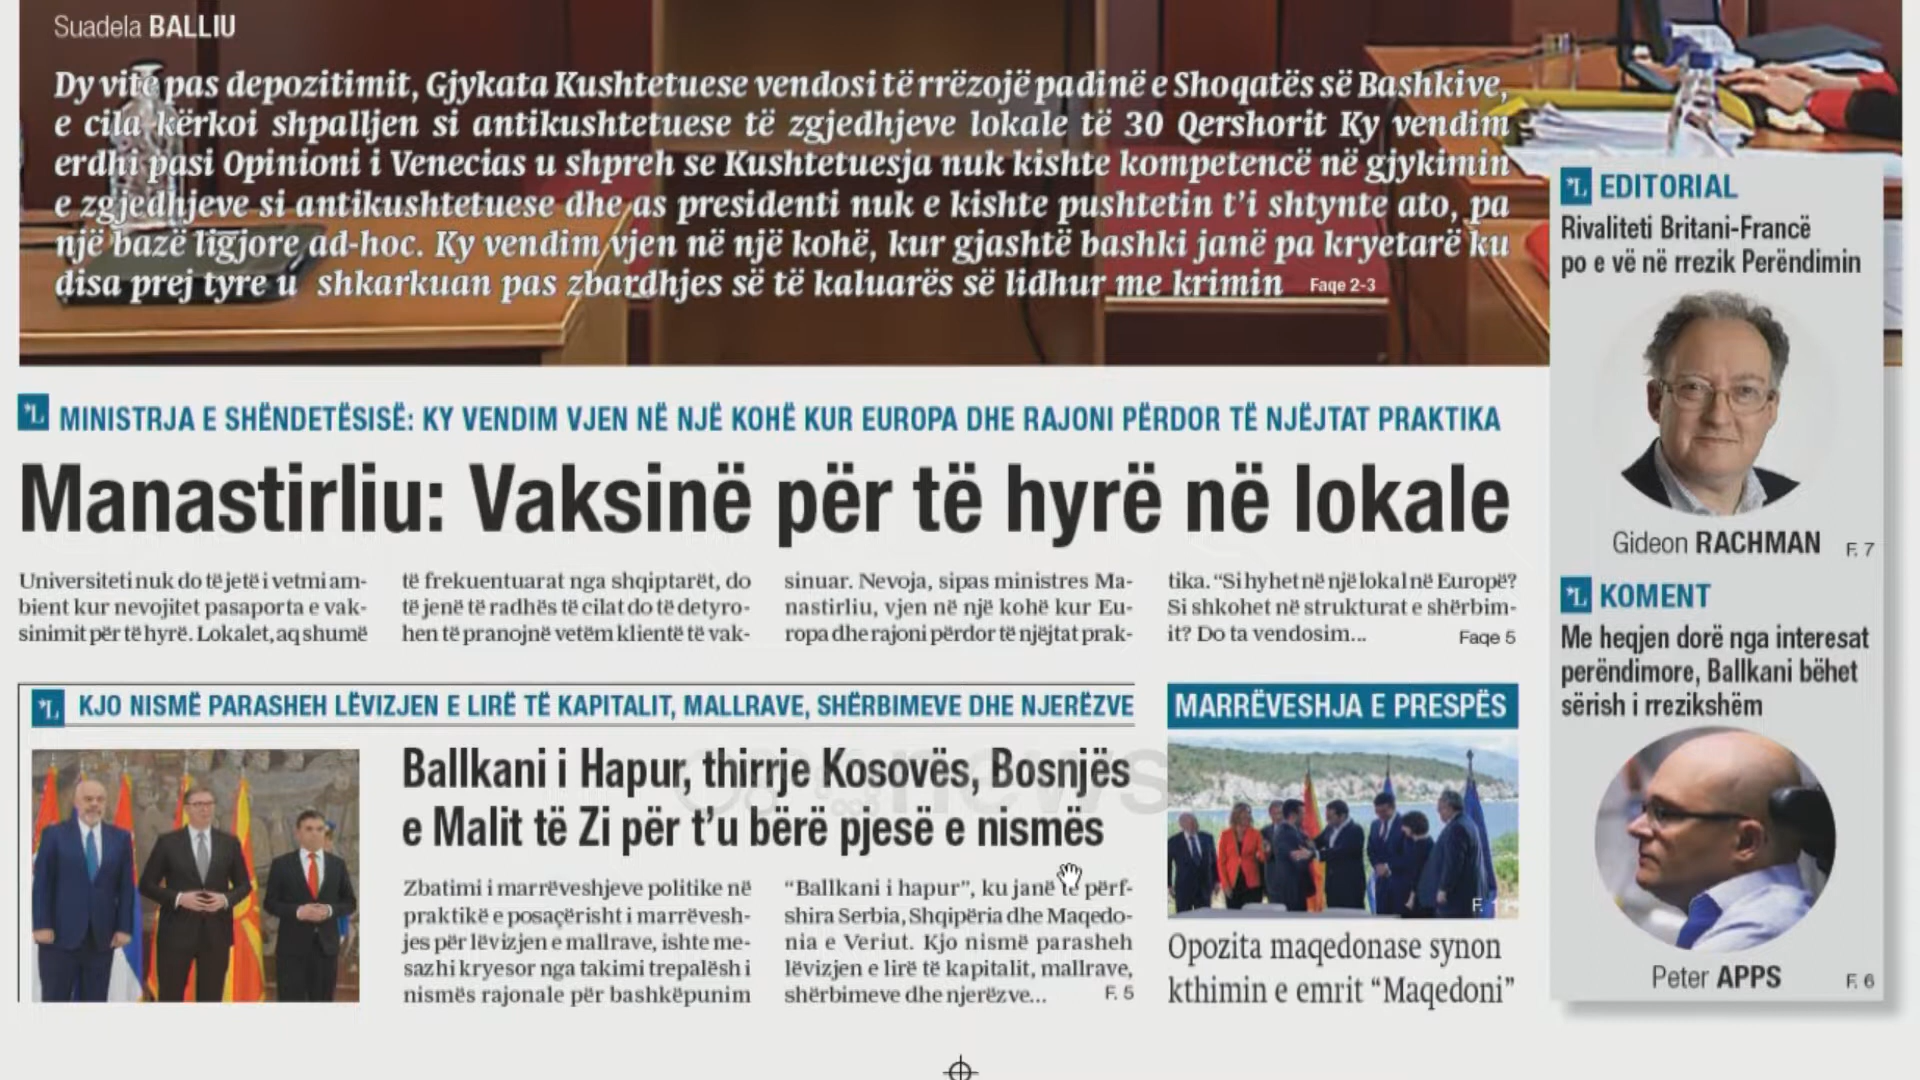 Suadela BALLIU
Dy vite pas depozitimit, Gjykata Kushtetuese vendosi të rrëzojë padinë e Shoqatës së Bashkive,
e cila kërkoi shpalljen si antikushtetuese të zgjedhjeve lokale të 30 Qershorit Ky vendim
erdhi pasi Opinioni i Venecias u shpreh se Kushtetuesja nuk kishte kompetencë në gjykimin
e zgjedhjeve si antikushtetuese dhe as presidenti nuk e kishte pushtetin t’i shtynte ato, pa
një bazë ligjore ad-hoc. Ky vendim vjen në një kohë, kur gjashtë bashki janë pa kryetarë ku
disa prej tyre u shkarkuan pas zbardhjes së të kaluarës së lidhur me krimin Faqe 2-3
MINISTRJA E SHËNDETËSISË: KY VENDIM VJEN NË NJË KOHË KUR EUROPA DHE RAJONI PËRDOR TË NJËJTAT PRAKTIKA
Manastirliu: Vaksinë për të hyrë në lokale
Universiteti nuk do të jetë i vetmi am-
bient kur nevojitet pasaporta e vak-
sinimit për të hyrë. Lokalet, aq shumë
të frekuentuarat nga shqiptarët, do
të jenë të radhës të cilat do të detyro-
hen të pranojnë vetëm klientë të vak-
sinuar. Nevoja, sipas ministres Ma-
nastirliu, vjen në një kohë kur Eu-
ropa dhe rajoni përdor të njëjtat prak-
tika. “Si hyhet në një lokal në Europë?
Si shkohet në strukturat e shërbim-
it? Do ta vendosim... Faqe 5
KJO NISMË PARASHEH LËVIZJEN E LIRË TË KAPITALIT, MALLRAVE, SHËRBIMEVE DHE NJERËZVE
Ballkani i Hapur, thirrje Kosovës, Bosnjës
e Malit të Zi për t’u bërë pjesë e nismës
Zbatimi i marrëveshjeve politike në
praktikë e posaçërisht i marrëvesh-
jes për lëvizjen e mallrave, ishte me-
sazhi kryesor nga takimi trepalësh i
nismës rajonale për bashkëpunim
“Ballkani i hapur”, ku janë të përf-
shira Serbia, Shqipëria dhe Maqedo-
nia e Veriut. Kjo nismë parasheh
lëvizjen e lirë të kapitalit, mallrave,
shërbimeve dhe njerëzve... F. 5
MARRËVESHJA E PRESPËS
F.
Opozita maqedonase synon
kthimin e emrit “Maqedoni”
EDITORIAL
Rivaliteti Britani-Francë
po e vë në rrezik Perëndimin
Gideon RACHMAN F. 7
KOMENT
Me heqjen dorë nga interesat
perëndimore, Ballkani bëhet
sërish i rrezikshëm
Peter APPS F. 6
news